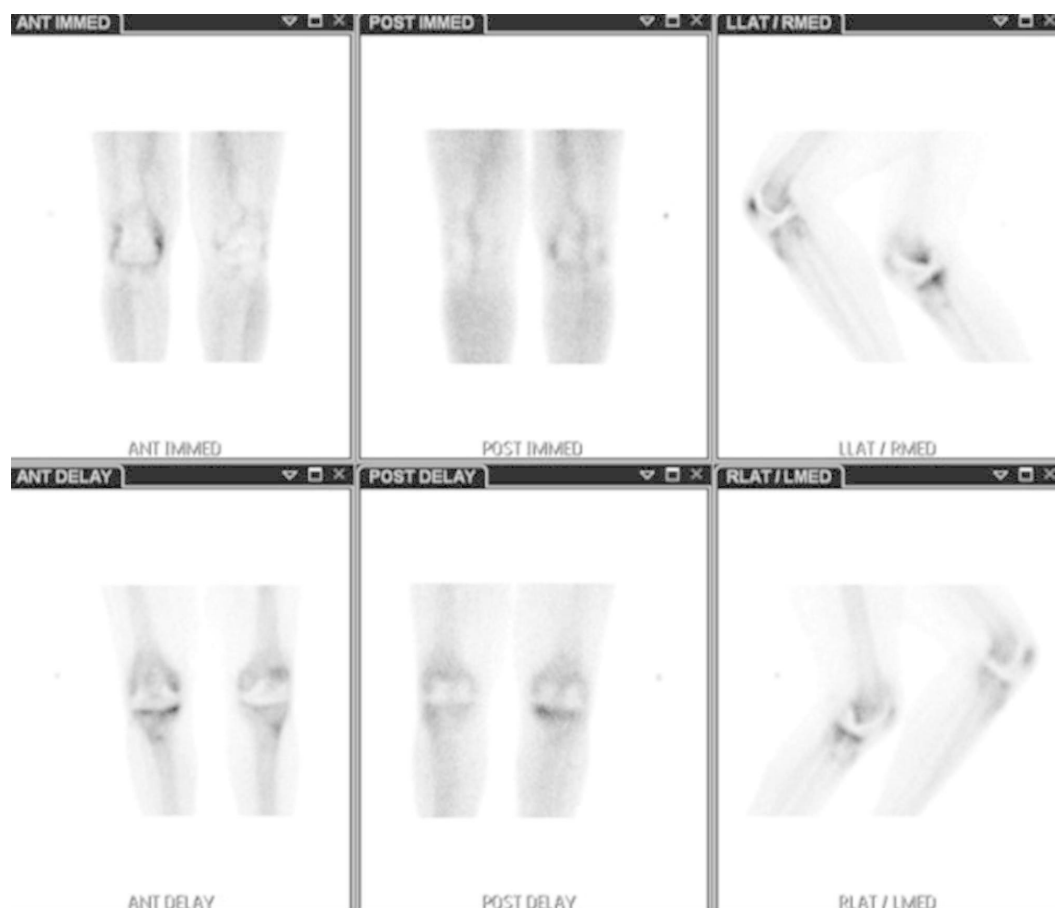 ANT IMMED
POST IMMED
LLAT / RMED
ANT IMMED
POST IMMED
LLAT / RMED
ANT DELAY
POST DELAY
RLAT / LMED
ANT DELAY
POST DELAY
RLAT / LMED